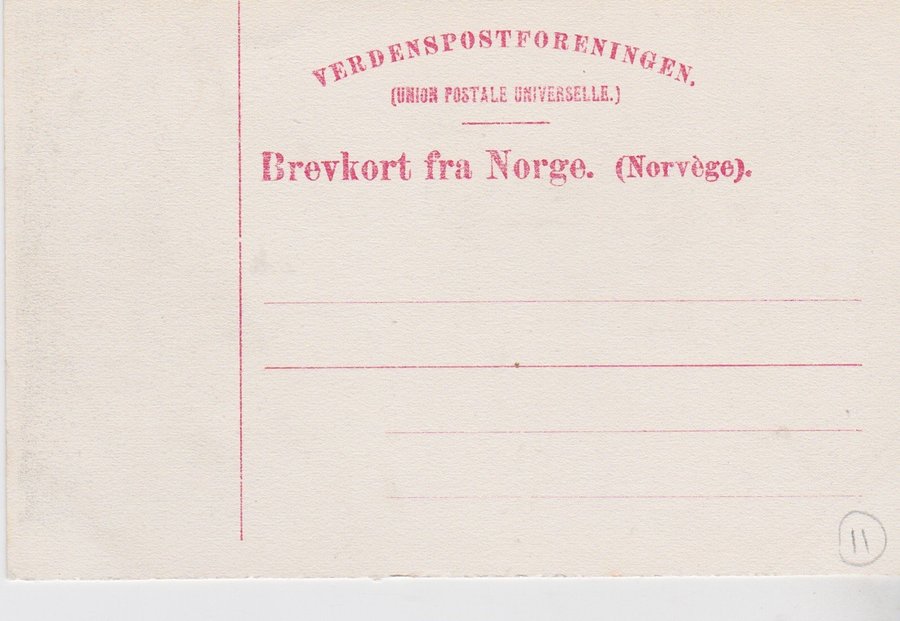 VERDENSPOSTFORENINGEN.
(UNION POSTALE UNIVERSELLE.)
Brevkort fra Norge. (Norvège).
11